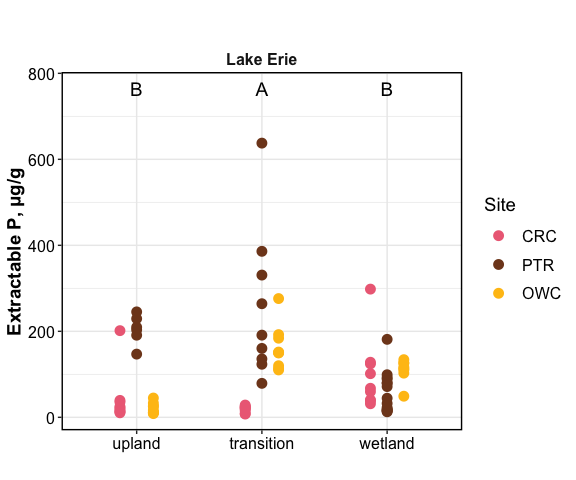 Lake Erie
B A B
800
600
400
200
0
Extractable P, µg/g
upland transition wetland
Site
CRC
PTR
OWC